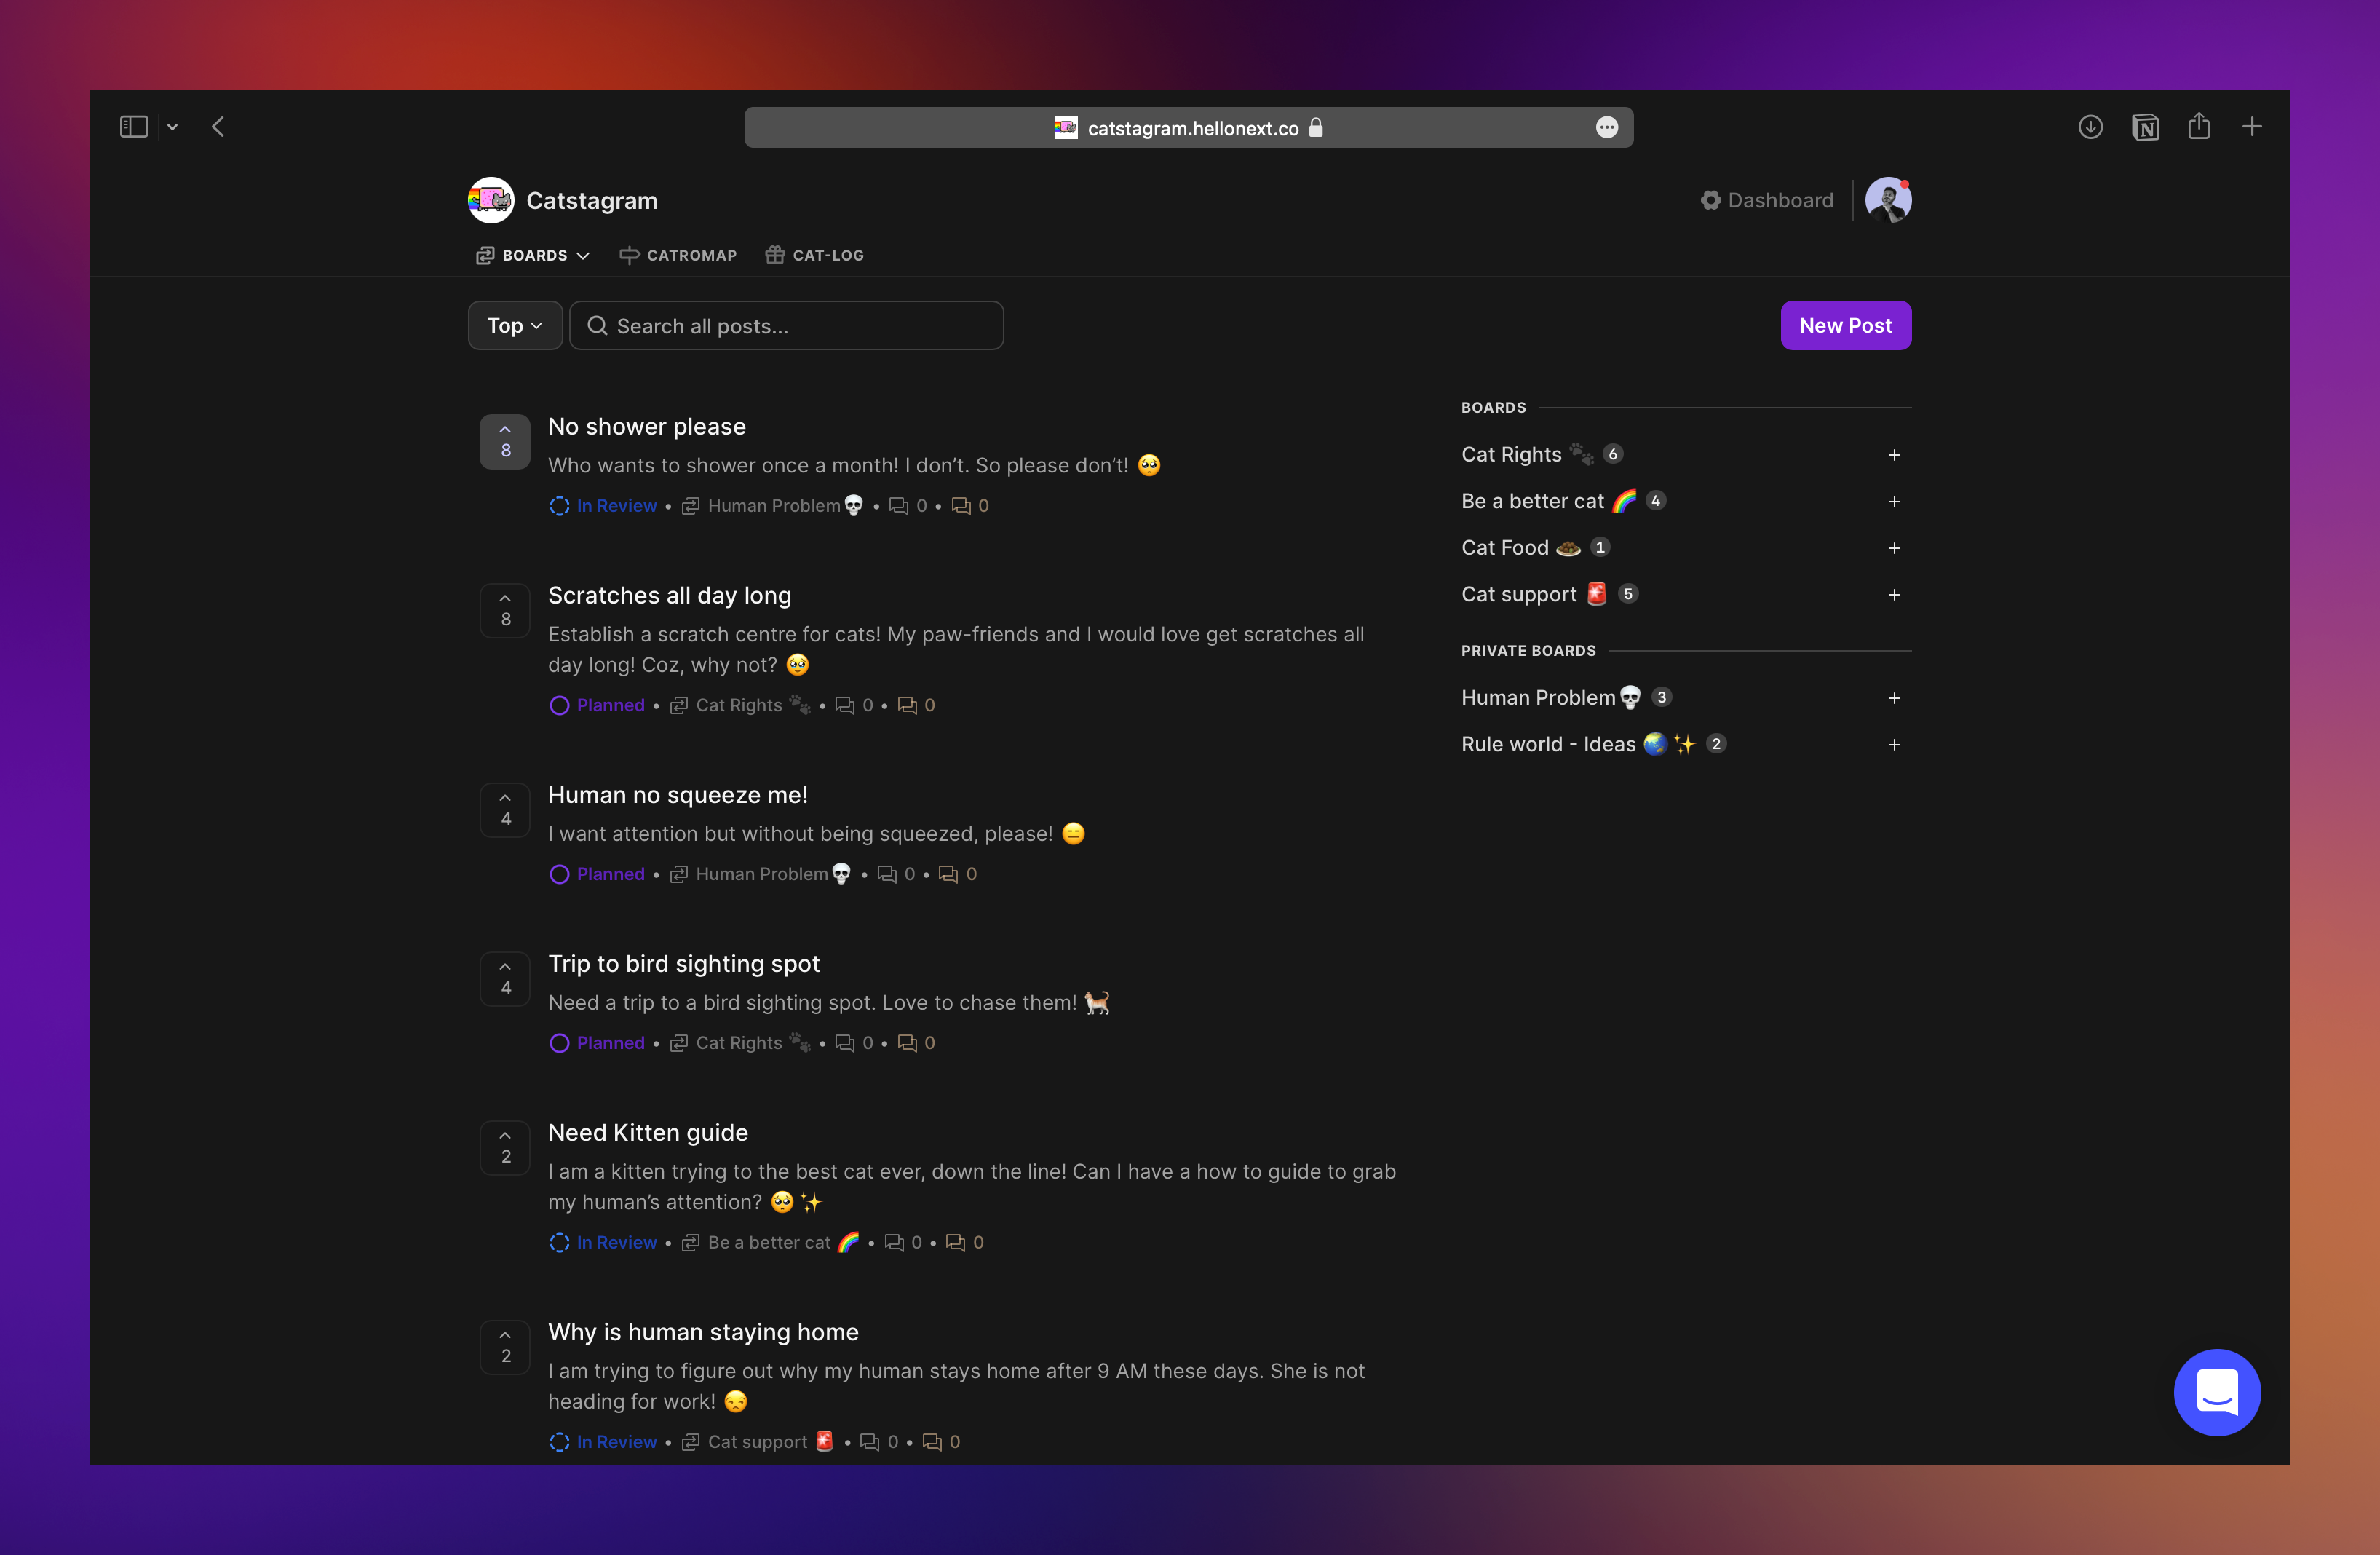 catstagram.hellonext.co
Catstagram
Dashboard
BOARDS
CATROMAP
CAT-LOG
Top
Search all posts...
New Post
No shower please
8
Who wants to shower once a month! I don’t. So please don’t! 🥺
In Review • Human Problem💀 • 0 • 0
Scratches all day long
8
Establish a scratch centre for cats! My paw-friends and I would love get scratches all
day long! Coz, why not? 🥹
Planned • Cat Rights 🐾 • 0 • 0
Human no squeeze me!
4
I want attention but without being squeezed, please! 😑
Planned • Human Problem💀 • 0 • 0
Trip to bird sighting spot
4
Need a trip to a bird sighting spot. Love to chase them! 🐈
Planned • Cat Rights 🐾 • 0 • 0
Need Kitten guide
2
I am a kitten trying to the best cat ever, down the line! Can I have a how to guide to grab
my human’s attention? 🥺✨
In Review • Be a better cat 🌈 • 0 • 0
Why is human staying home
2
I am trying to figure out why my human stays home after 9 AM these days. She is not
heading for work! 😒
In Review • Cat support 🚨 • 0 • 0
BOARDS
Cat Rights 🐾 6
Be a better cat 🌈 4
Cat Food 🍛 1
Cat support 🚨 5
PRIVATE BOARDS
Human Problem💀 3
Rule world - Ideas 🌏✨ 2